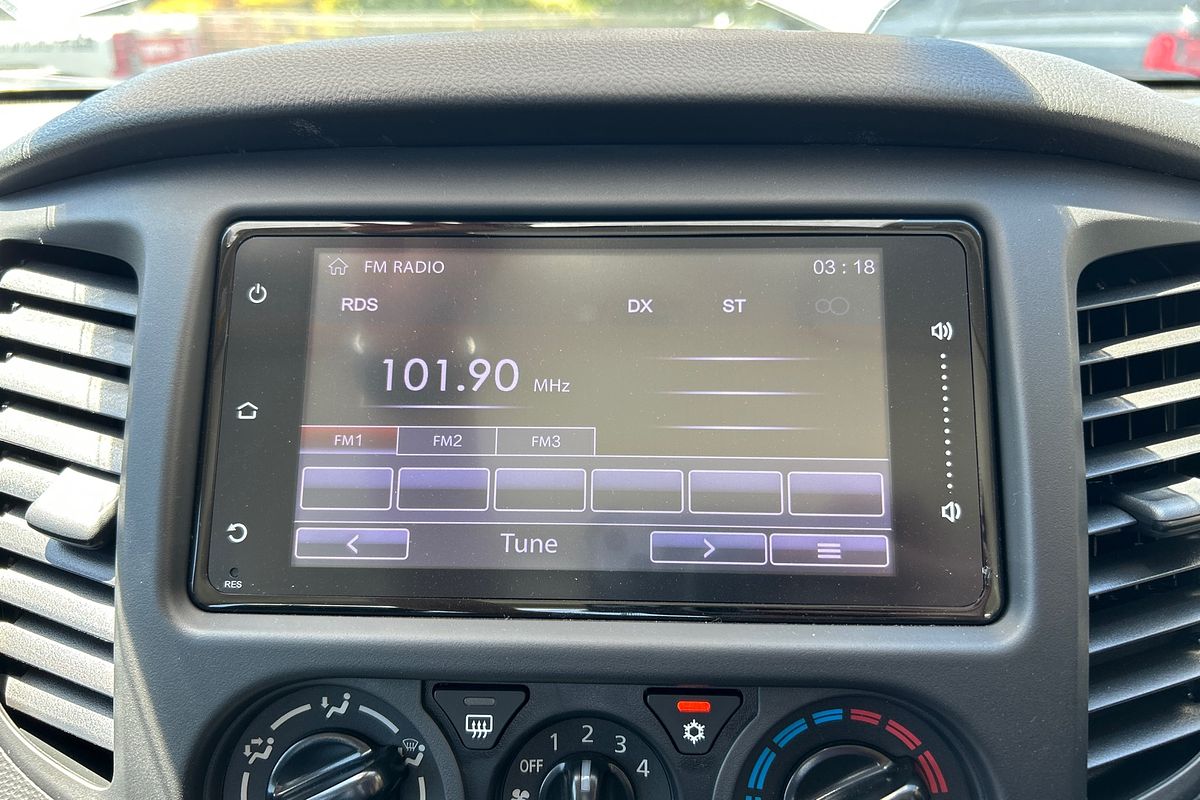 FM RADIO 03 : 18
RDS DX ST
101.90 MHz
FM1 FM2 FM3
Tune
RES
OFF 1 2 3 4